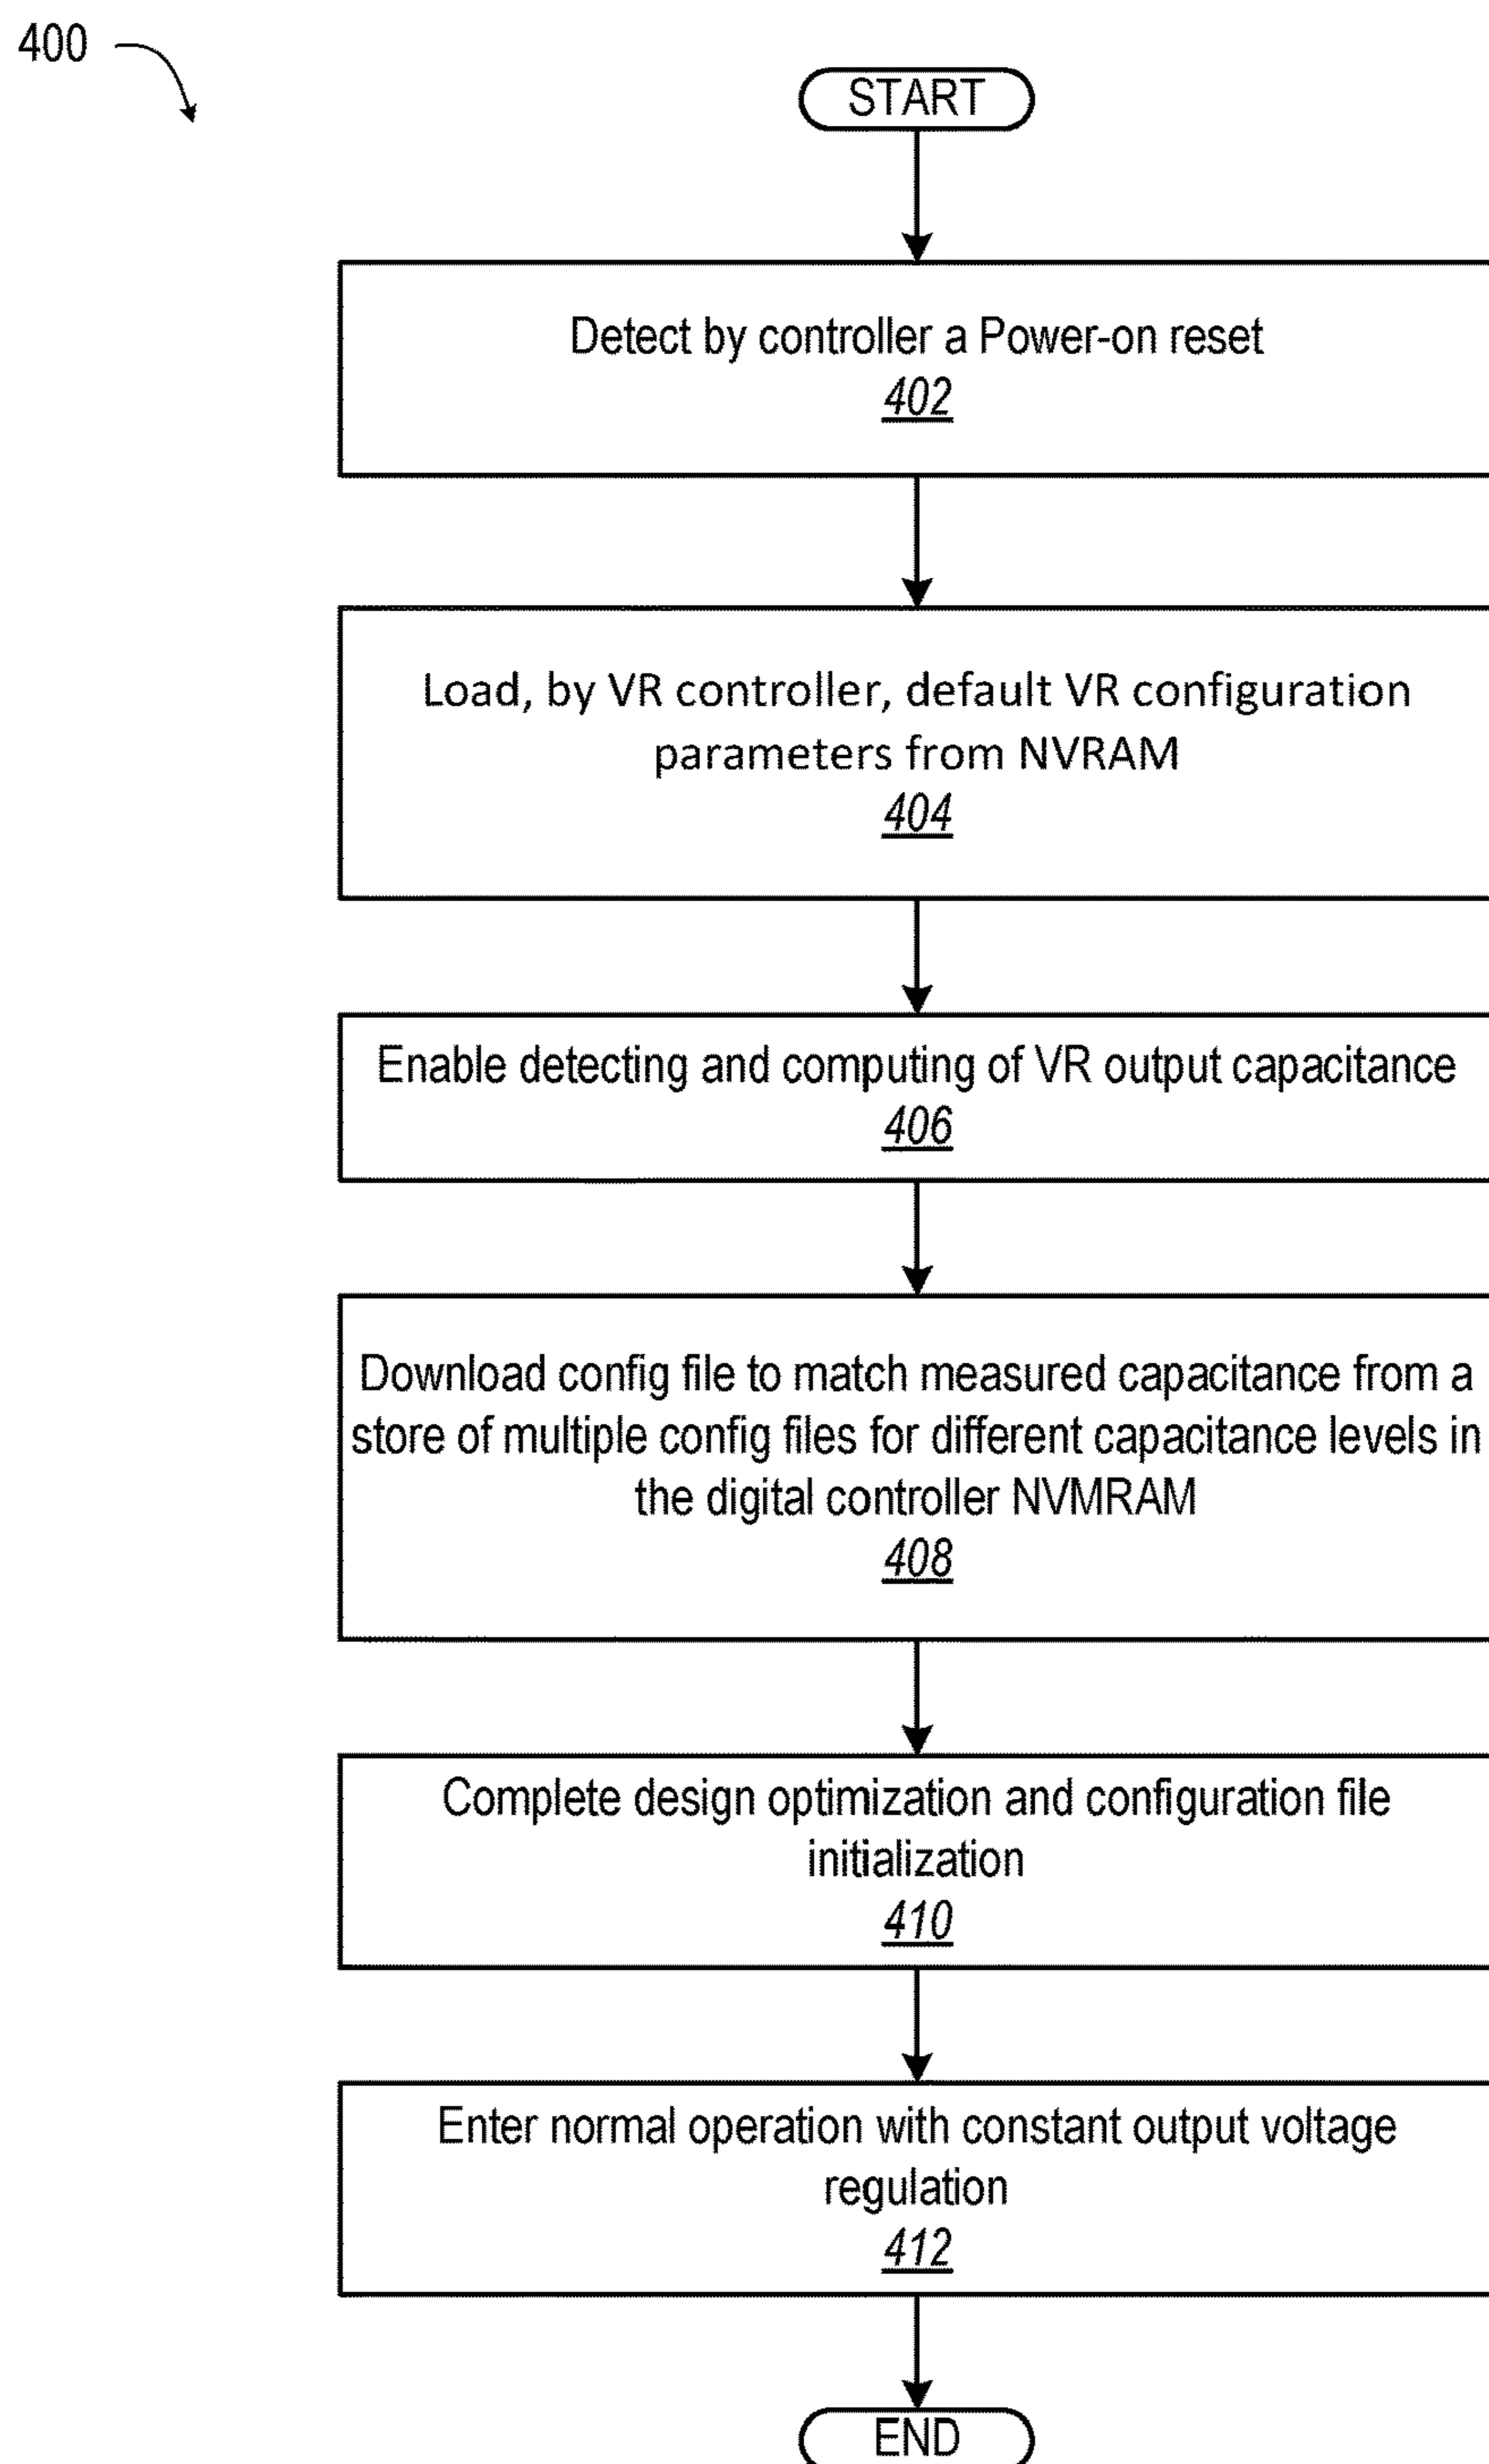 400
START
Detect by controller a Power-on reset
402
Load, by VR controller, default VR configuration
parameters from NVRAM
404
Enable detecting and computing of VR output capacitance
406
Download config file to match measured capacitance from a
store of multiple config files for different capacitance levels in
the digital controller NVMRAM
408
Complete design optimization and configuration file
initialization
410
Enter normal operation with constant output voltage
regulation
412
END